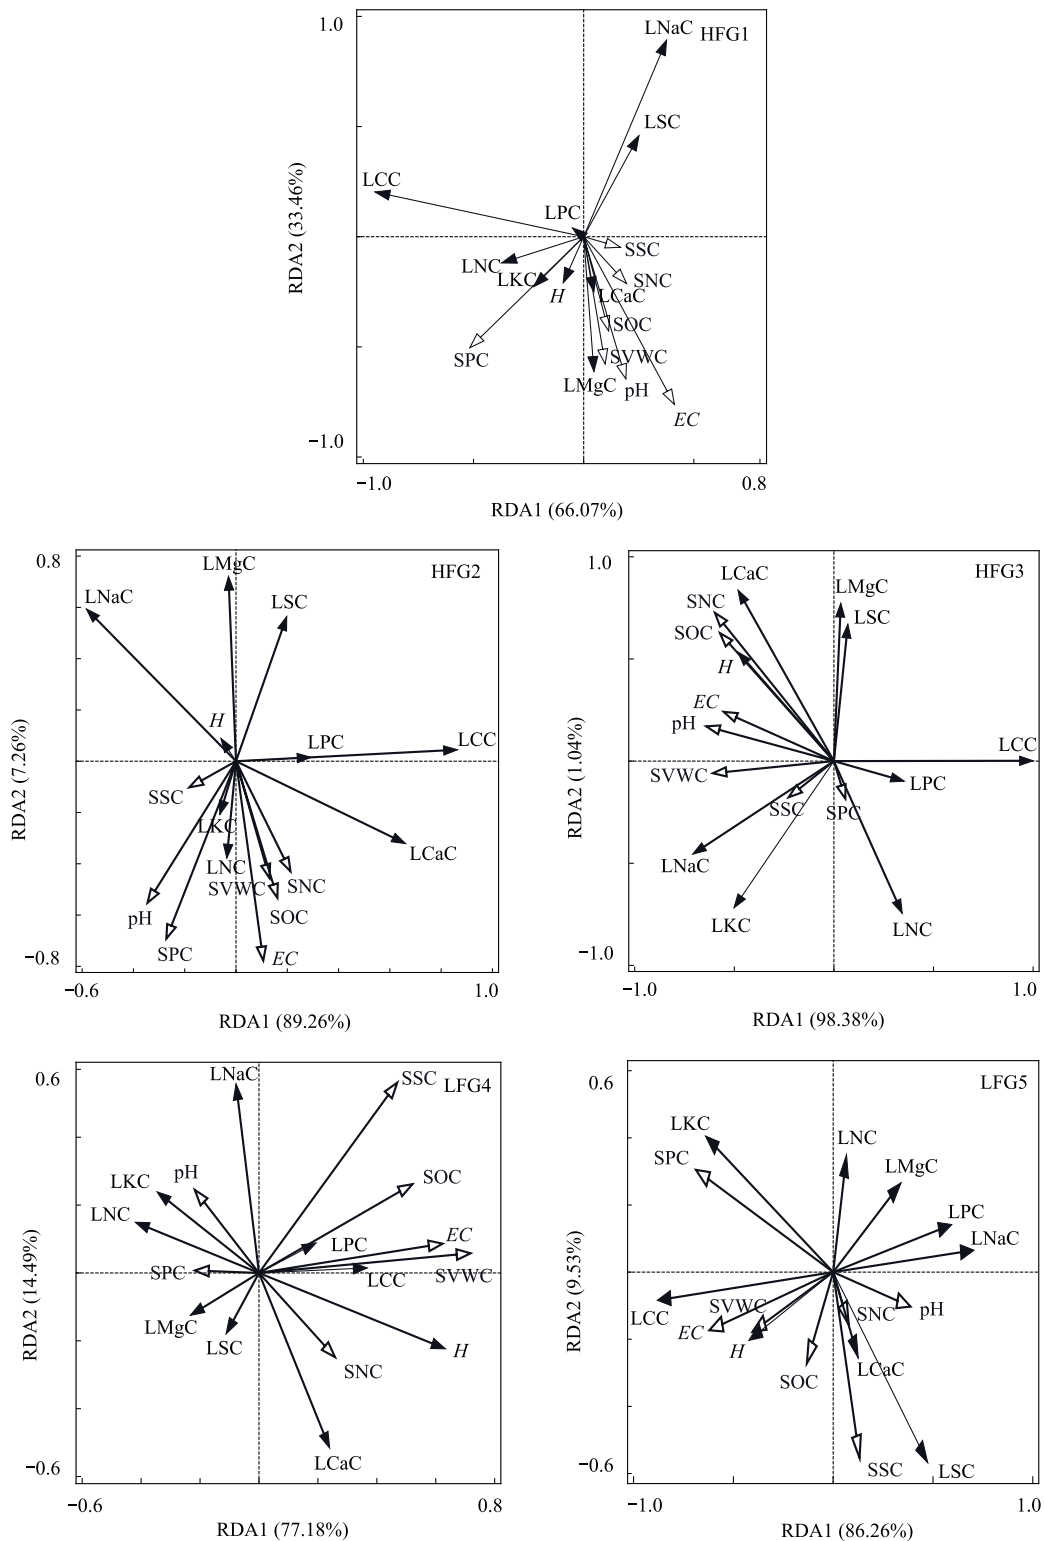 1.0
LNaC
HFG1
LSC
LCC
LPC
RDA2 (33.46%)
SSC
LNC
LKC
H
SNC
LCaC
SOC
SPC
SVWC
LMgC
pH
EC
−1.0
−1.0
0.8
RDA1 (66.07%)
0.8
LMgC
HFG2
LNaC
LSC
H
LPC
LCC
RDA2 (7.26%)
SSC
LKC
LCaC
LNC
SVWC
SNC
pH
SOC
SPC
EC
−0.8
−0.6
1.0
RDA1 (89.26%)
1.0
LCaC
LMgC
HFG3
SNC
LSC
SOC
H
EC
pH
LCC
RDA2 (1.04%)
SVWC
LPC
SSC
SPC
LNaC
LKC
LNC
−1.0
−1.0
1.0
RDA1 (98.38%)
0.6
LNaC
SSC
LFG4
pH
LKC
SOC
LNC
EC
LPC
SPC
LCC
SVWC
RDA2 (14.49%)
LMgC
LSC
H
SNC
LCaC
−0.6
−0.6
0.8
RDA1 (77.18%)
0.6
LFG5
LKC
LNC
SPC
LMgC
LPC
LNaC
RDA2 (9.53%)
LCC
SVWC
SNC
pH
EC
H
LCaC
SOC
SSC
LSC
−0.6
−1.0
1.0
RDA1 (86.26%)